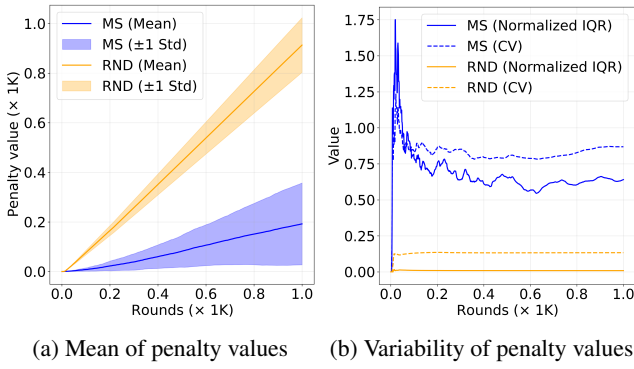 MS (Mean)
MS (±1 Std)
RND (Mean)
RND (±1 Std)
Penalty value (× 1K)
1.0
0.8
0.6
0.4
0.2
0.0
0.0 0.2 0.4 0.6 0.8 1.0
Rounds (× 1K)
(a) Mean of penalty values
MS (Normalized IQR)
MS (CV)
RND (Normalized IQR)
RND (CV)
Value
1.75
1.50
1.25
1.00
0.75
0.50
0.25
0.00
0.0 0.2 0.4 0.6 0.8 1.0
Rounds (× 1K)
(b) Variability of penalty values